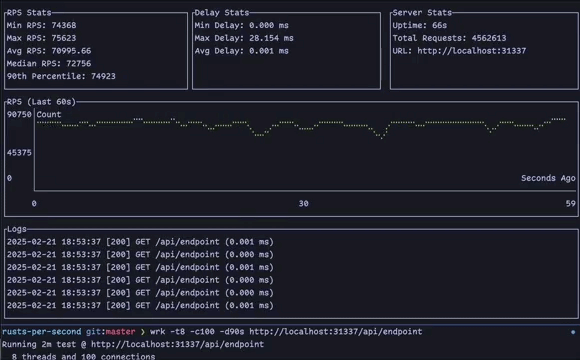 RPS Stats
Min RPS: 74368
Max RPS: 75623
Avg RPS: 70995.66
Median RPS: 72756
90th Percentile: 74923
Delay Stats
Min Delay: 0.000 ms
Max Delay: 28.154 ms
Avg Delay: 0.001 ms
Server Stats
Uptime: 66s
Total Requests: 4562613
URL: http://localhost:31337
RPS (Last 60s)
90750
Count
45375
0
Seconds Ago
0 30 59
Logs
2025-02-21 18:53:37 [200] GET /api/endpoint (0.001 ms)
2025-02-21 18:53:37 [200] GET /api/endpoint (0.000 ms)
2025-02-21 18:53:37 [200] GET /api/endpoint (0.000 ms)
2025-02-21 18:53:37 [200] GET /api/endpoint (0.000 ms)
2025-02-21 18:53:37 [200] GET /api/endpoint (0.000 ms)
2025-02-21 18:53:37 [200] GET /api/endpoint (0.001 ms)
rusts-per-second git:master ❯ wrk -t8 -c100 -d90s http://localhost:31337/api/endpoint
Running 2m test @ http://localhost:31337/api/endpoint
8 threads and 100 connections